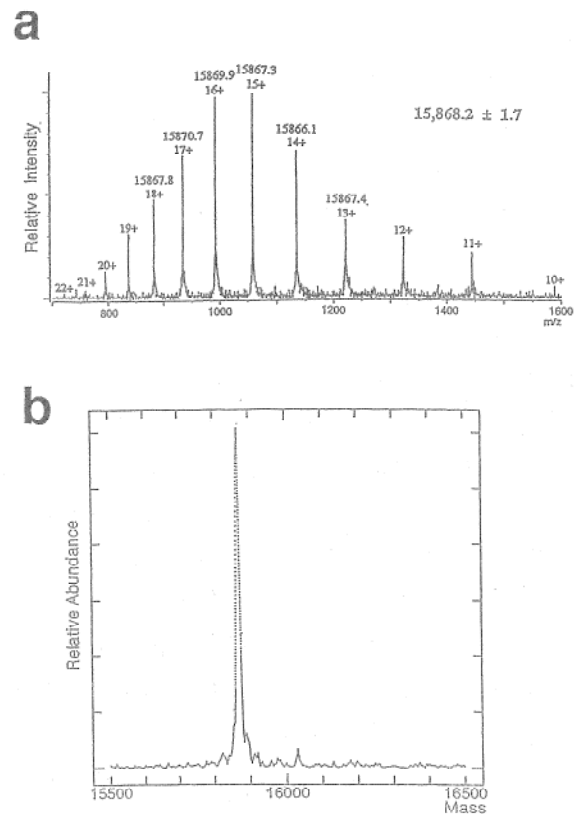 a
15869.9 15867.3
16+ 15+
15,868.2 ± 1.7
15870.7
17+
15866.1
14+
15867.8
18+
15867.4
13+
19+
12+
11+
20+
22+ 21+
10+
Relative Intensity
800 1000 1200 1400 1600
m/z
b
Relative Abundance
15500 16000 16500
Mass